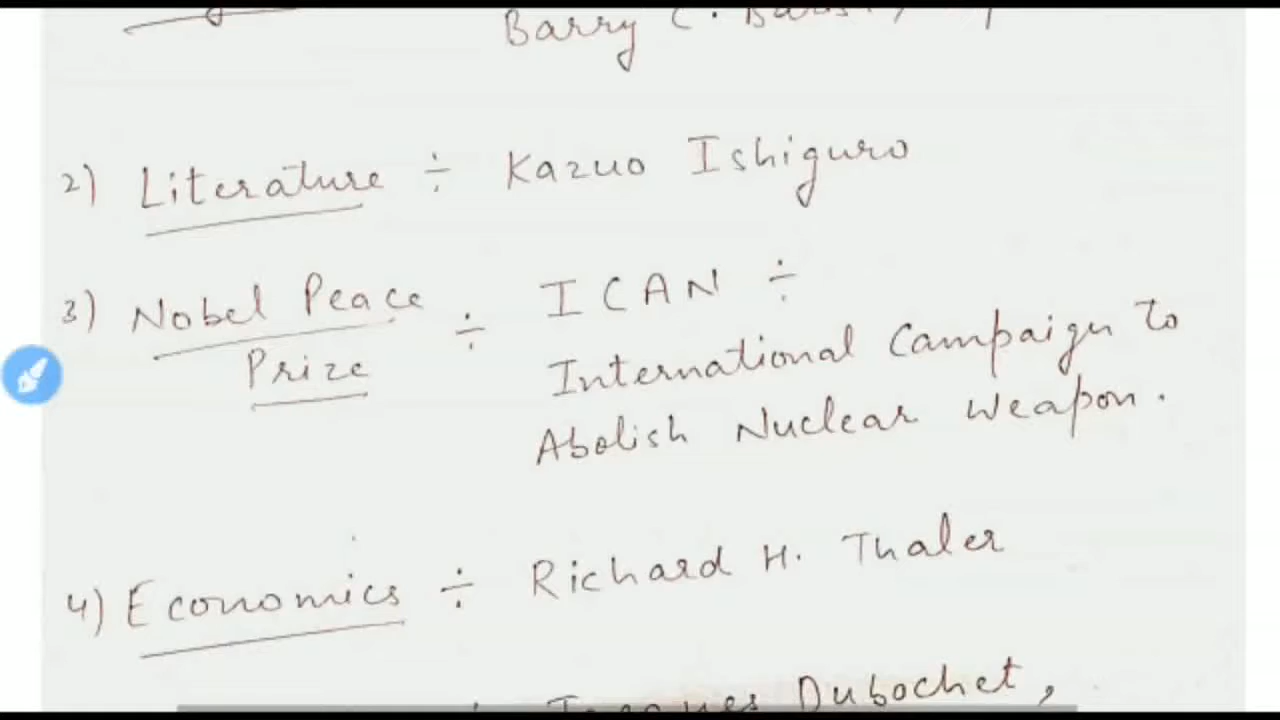 Barry C.
2) Literature ÷ Kazuo Ishiguro
3) Nobel Peace Prize ÷ ICAN ÷
International Campaign to
Abolish Nuclear Weapon.
4) Economics ÷ Richard H. Thaler
Dubochet,